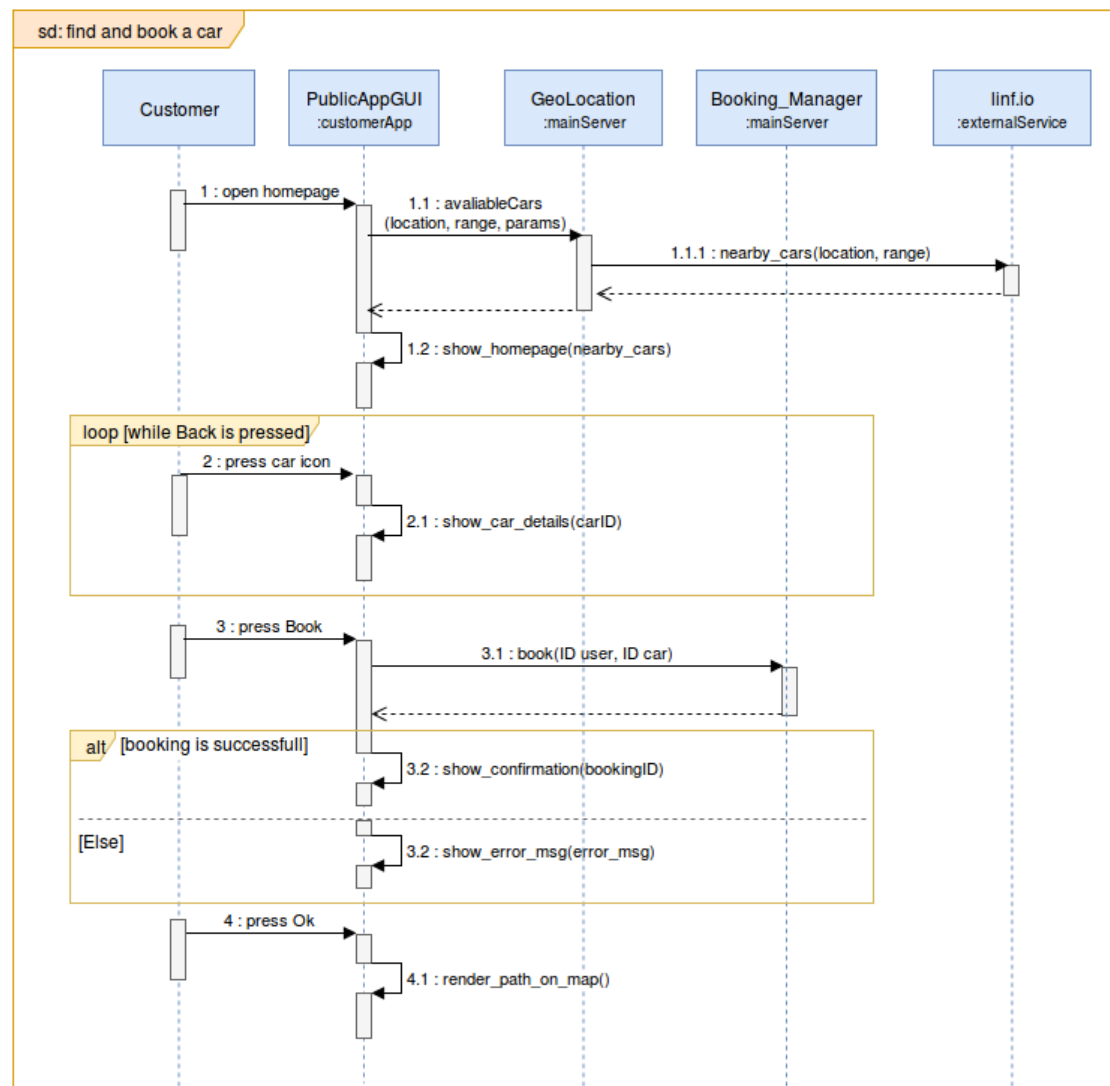 sd: find and book a car
Customer
PublicAppGUI
:customerApp
GeoLocation
:mainServer
Booking_Manager
:mainServer
linf.io
:externalService
1 : open homepage
1.1 : avaliableCars
(location, range, params)
1.1.1 : nearby_cars(location, range)
1.2 : show_homepage(nearby_cars)
loop [while Back is pressed]
2 : press car icon
2.1 : show_car_details(carID)
3 : press Book
3.1 : book(ID user, ID car)
alt [booking is successfull]
3.2 : show_confirmation(bookingID)
[Else]
3.2 : show_error_msg(error_msg)
4 : press Ok
4.1 : render_path_on_map()